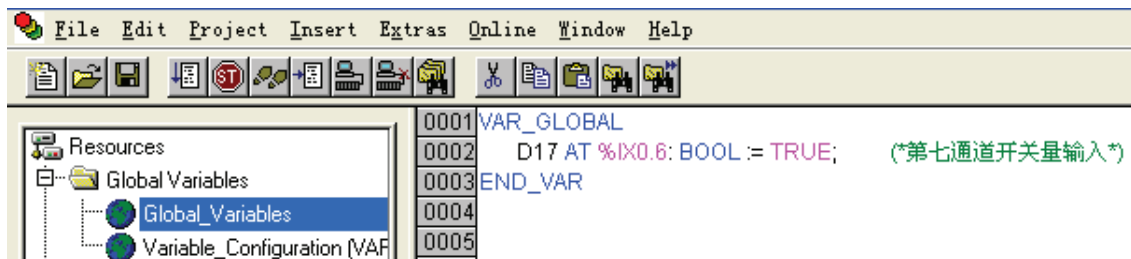 File Edit Project Insert Extras Online Window Help
ST
Resources
Global Variables
Global_Variables
Variable_Configuration (VAR
0001 VAR_GLOBAL
0002 D17 AT %IX0.6: BOOL := TRUE; (*第七通道开关量输入*)
0003 END_VAR
0004
0005